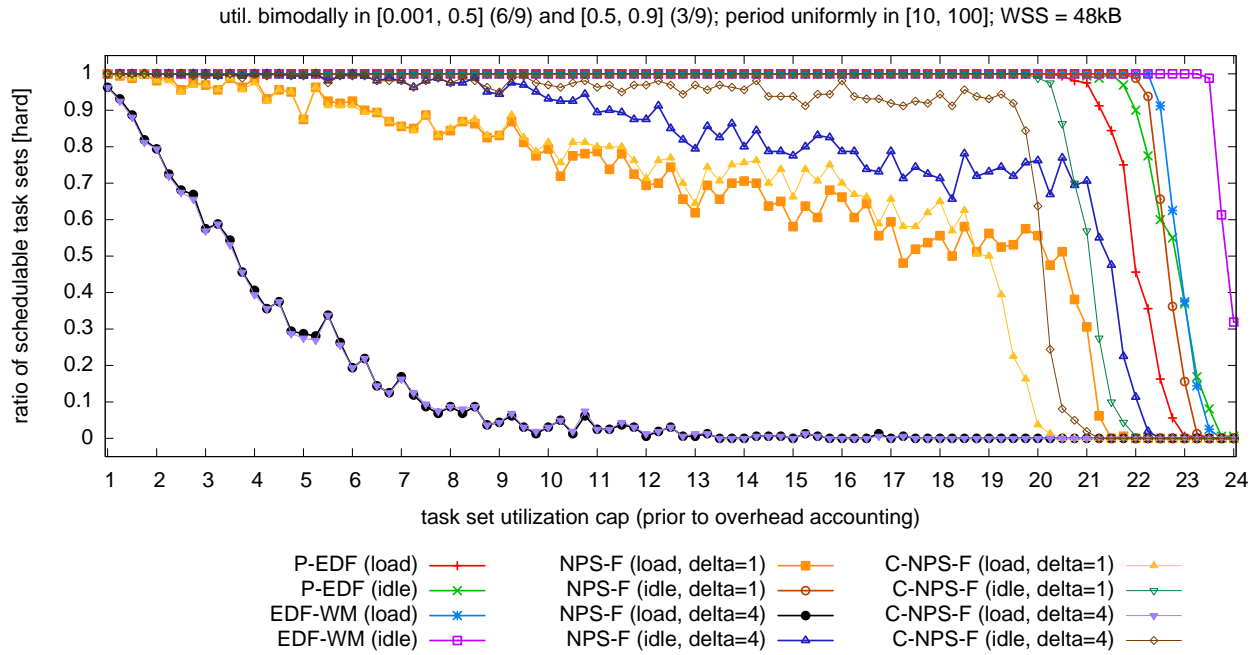 util. bimodally in [0.001, 0.5] (6/9) and [0.5, 0.9] (3/9); period uniformly in [10, 100]; WSS = 48kB
ratio of schedulable task sets [hard]
1
0.9
0.8
0.7
0.6
0.5
0.4
0.3
0.2
0.1
0
1 2 3 4 5 6 7 8 9 10 11 12 13 14 15 16 17 18 19 20 21 22 23 24
task set utilization cap (prior to overhead accounting)
P-EDF (load) NPS-F (load, delta=1) C-NPS-F (load, delta=1)
P-EDF (idle) NPS-F (idle, delta=1) C-NPS-F (idle, delta=1)
EDF-WM (load) NPS-F (load, delta=4) C-NPS-F (load, delta=4)
EDF-WM (idle) NPS-F (idle, delta=4) C-NPS-F (idle, delta=4)